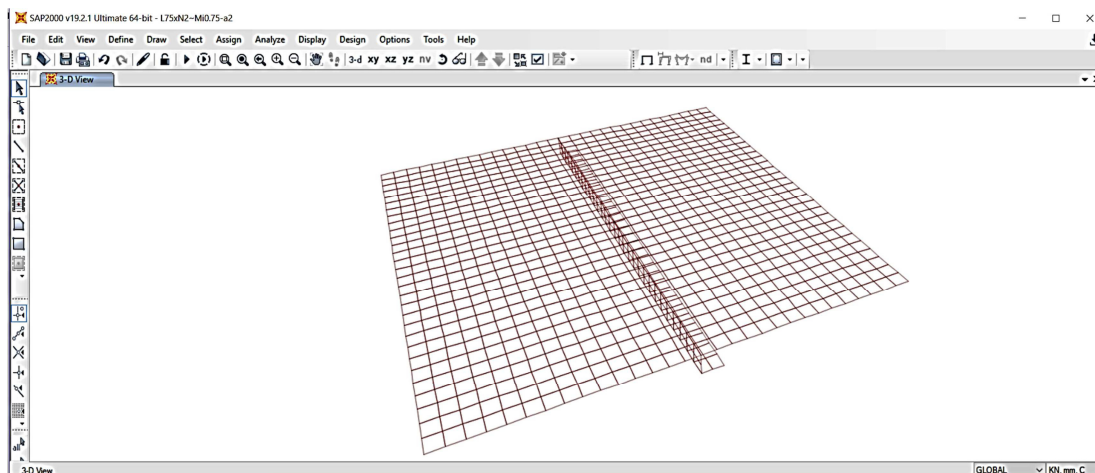 SAP2000 v19.2.1 Ultimate 64-bit - L75xN2~Mi0.75-a2
File Edit View Define Draw Select Assign Analyze Display Design Options Tools Help
3-d xy xz yz nv nd
3-D View
all
3-D View GLOBAL KN, mm, C